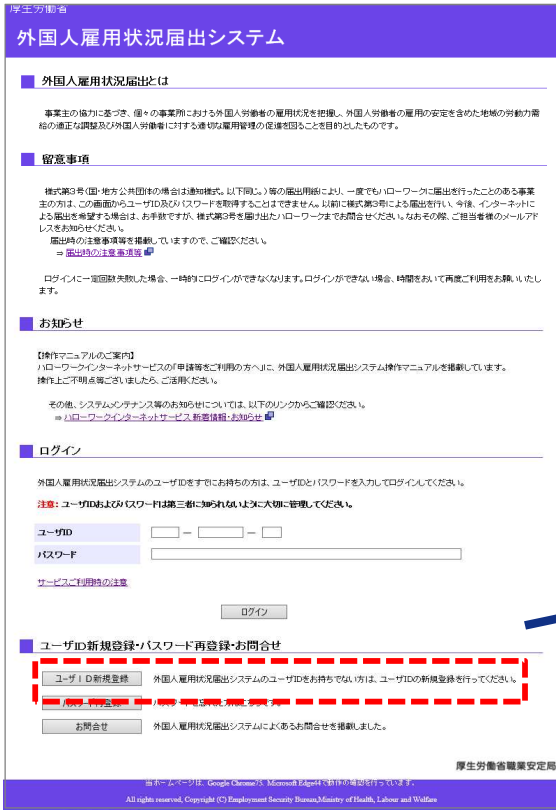 厚生労働省
外国人雇用状況届出システム
外国人雇用状況届出とは
事業主の協力に基づき、個々の事業所における外国人労働者の雇用状況を把握し、外国人労働者の雇用の安定を含めた地域の労働力需
給の適正な調整及び外国人労働者に対する適切な雇用管理の促進を図ることを目的としたものです。
留意事項
様式第3号(国・地方公共団体の場合は通知様式。以下同じ。)等の届出用紙により、一度でもハローワークに届出を行ったことのある事業
主の方は、この画面からユーザID及びパスワードを取得することはできません。以前に様式第3号による届出を行い、今後、インターネットに
よる届出を希望する場合は、お手数ですが、様式第3号を届け出たハローワークまでお問合せください。なおその際、ご担当者様のメールアド
レスをお知らせください。
届出時の注意事項等を掲載していますので、ご確認ください。
⇒ 届出時の注意事項等
ログインに一定回数失敗した場合、一時的にログインができなくなります。ログインができない場合、時間をおいて再度ご利用をお願いいたし
ます。
お知らせ
【操作マニュアルのご案内】
ハローワークインターネットサービスの「申請等をご利用の方へ」に、外国人雇用状況届出システム操作マニュアルを掲載しています。
操作上ご不明点等ございましたら、ご活用ください。
その他、システムメンテナンス等のお知らせについては、以下のリンクからご確認ください。
⇒ ハローワークインターネットサービス 新着情報・お知らせ
ログイン
外国人雇用状況届出システムのユーザIDをすでにお持ちの方は、ユーザIDとパスワードを入力してログインしてください。
注意: ユーザIDおよびパスワードは第三者に知られないように大切に管理してください。
ユーザID ― ―
パスワード
サービスご利用時の注意
ログイン
ユーザID新規登録・パスワード再登録・お問合せ
ユーザID新規登録 外国人雇用状況届出システムのユーザIDをお持ちでない方は、ユーザIDの新規登録を行ってください。
お問合せ 外国人雇用状況届出システムによくあるお問合せを掲載しました。
厚生労働省職業安定局
当ホームページは、Google Chrome75、Microsoft Edge44で動作の確認を行っています。
All rights reserved, Copyright (C) Employment Security Bureau,Ministry of Health, Labour and Welfare